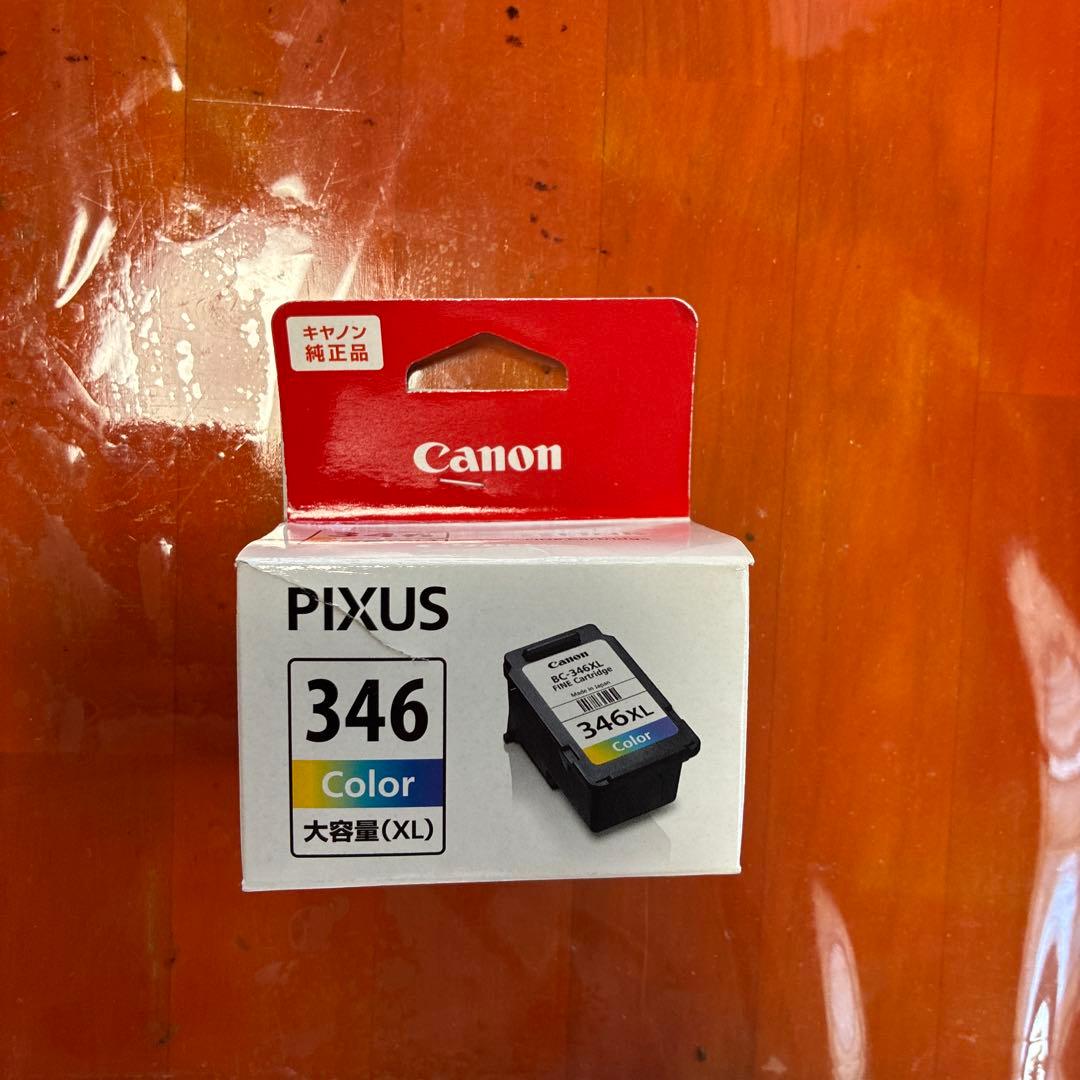 キヤノン
純正品
Canon
PIXUS
346
Color
大容量(XL)
Canon
BC-346XL
FINE Cartridge
Made in Japan
346XL
Color